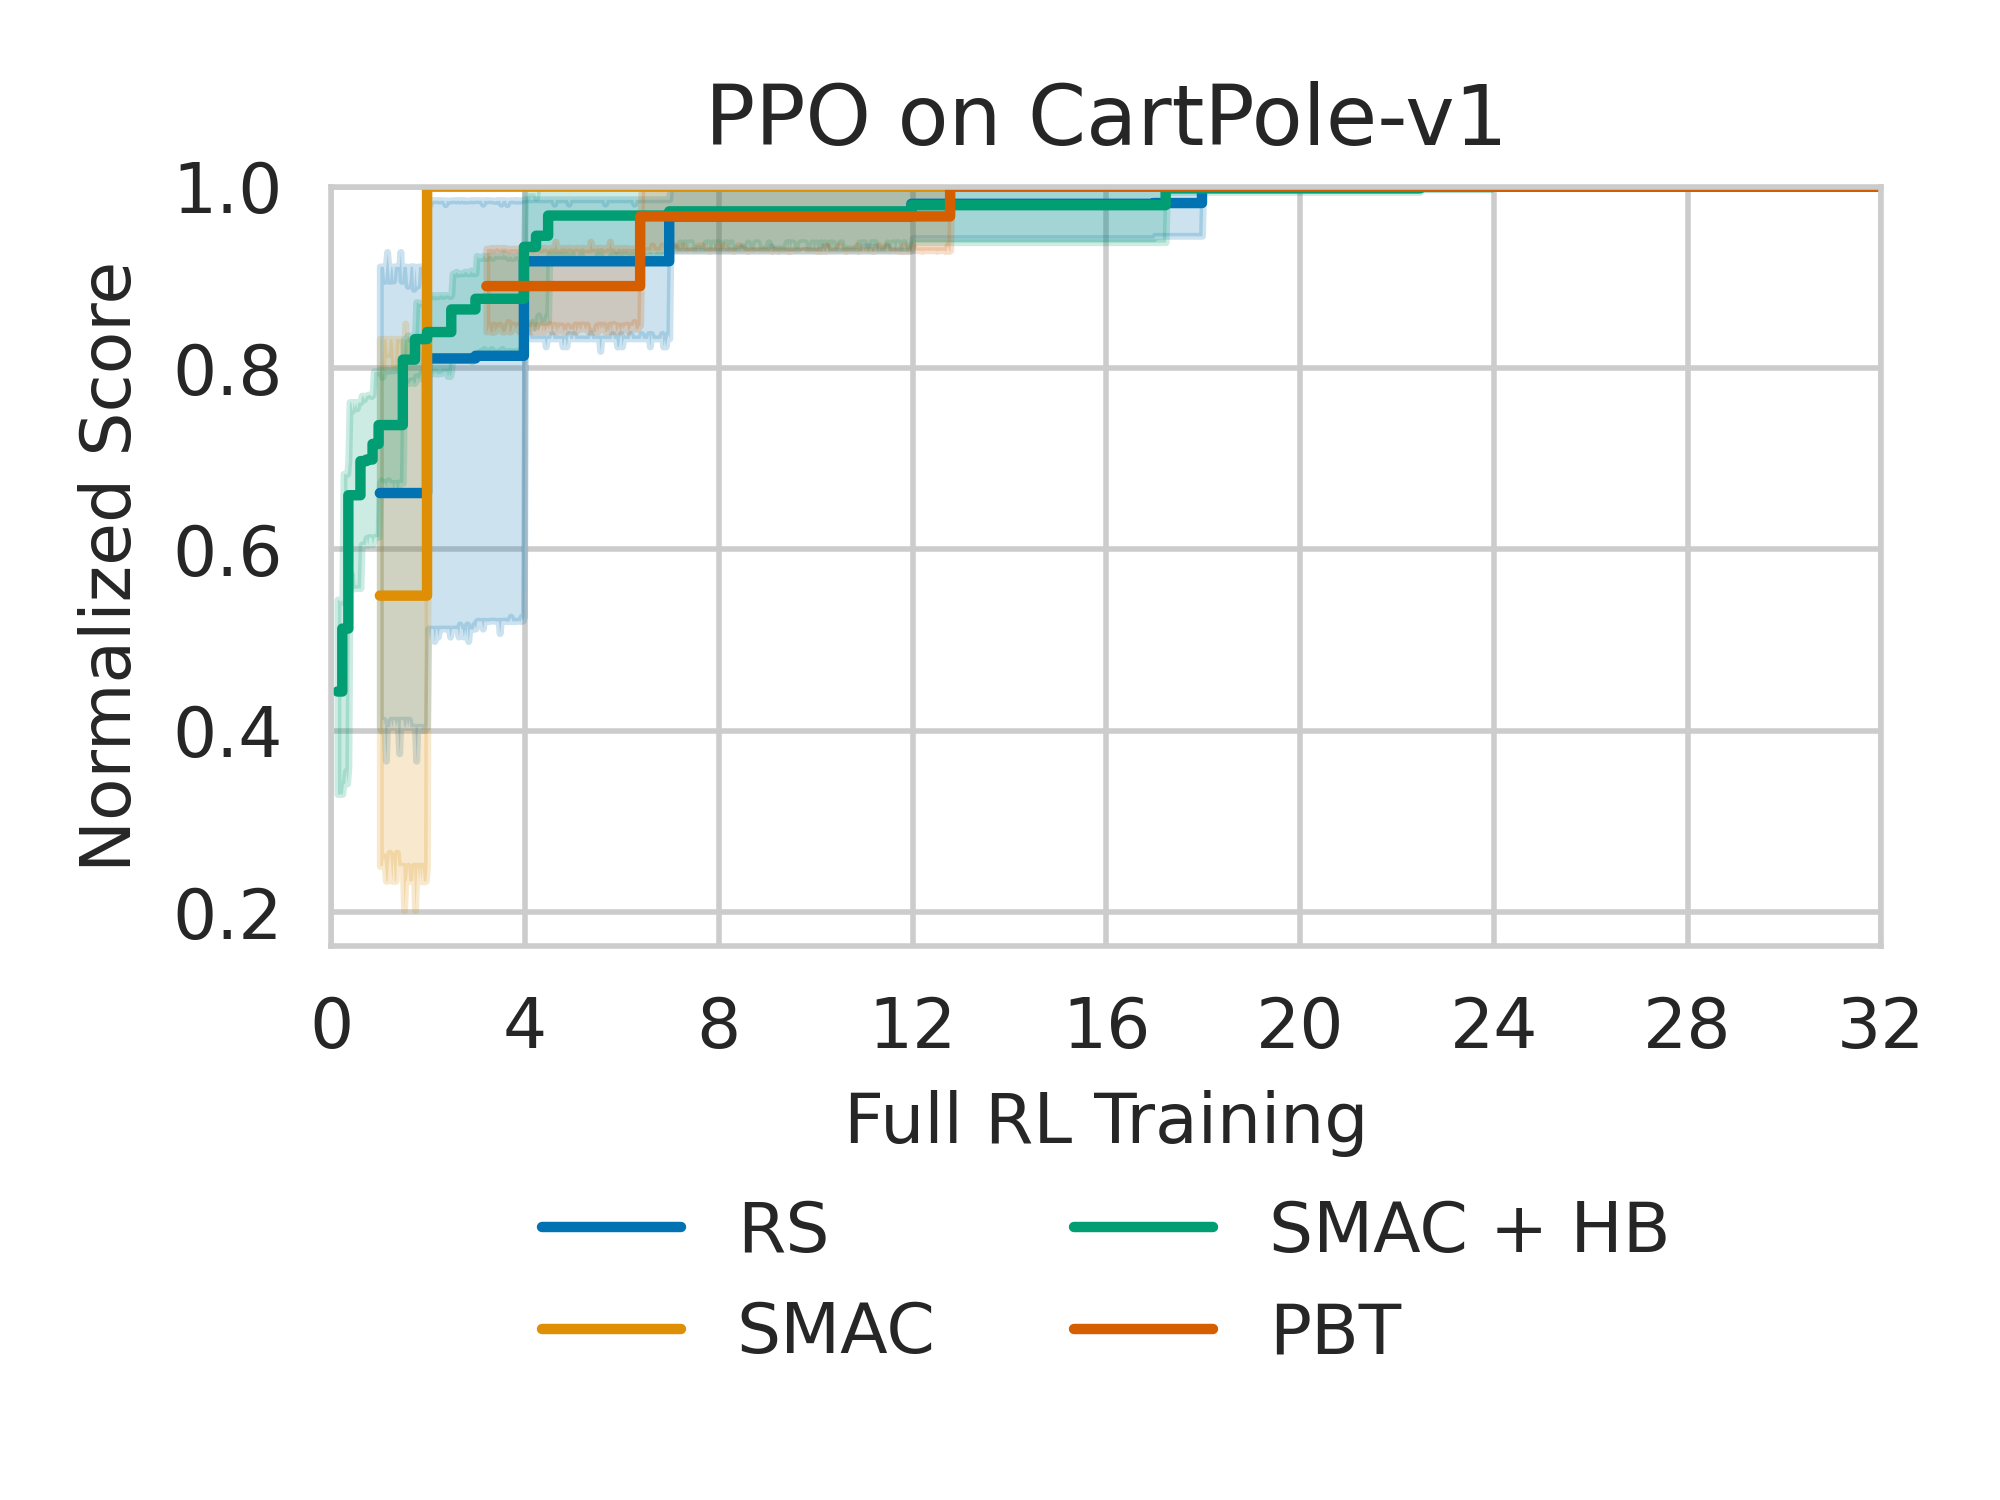 PPO on CartPole-v1
1.0
0.8
0.6
0.4
0.2
Normalized Score
0 4 8 12 16 20 24 28 32
Full RL Training
RS SMAC + HB
SMAC PBT